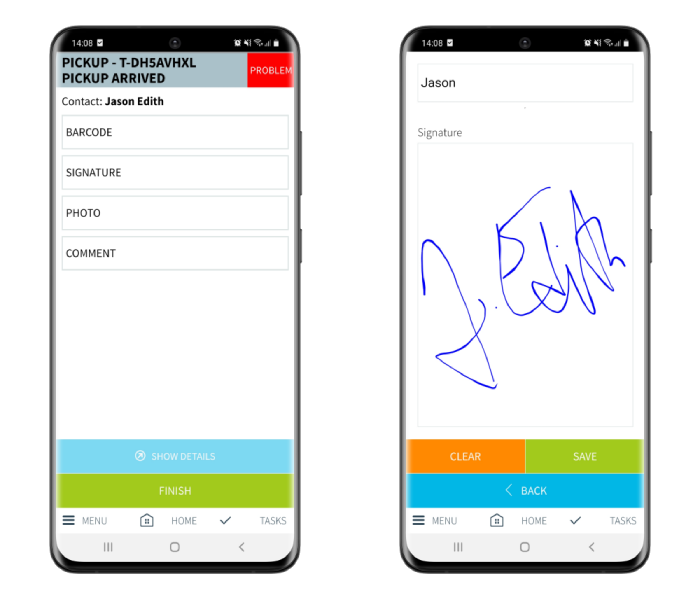 14:08
PICKUP - T-DH5AVHXL
PICKUP ARRIVED
PROBLEM
Contact: Jason Edith
BARCODE
SIGNATURE
PHOTO
COMMENT
SHOW DETAILS
FINISH
MENU HOME TASKS
14:08
Jason
Signature
J. Edith
CLEAR SAVE
BACK
MENU HOME TASKS